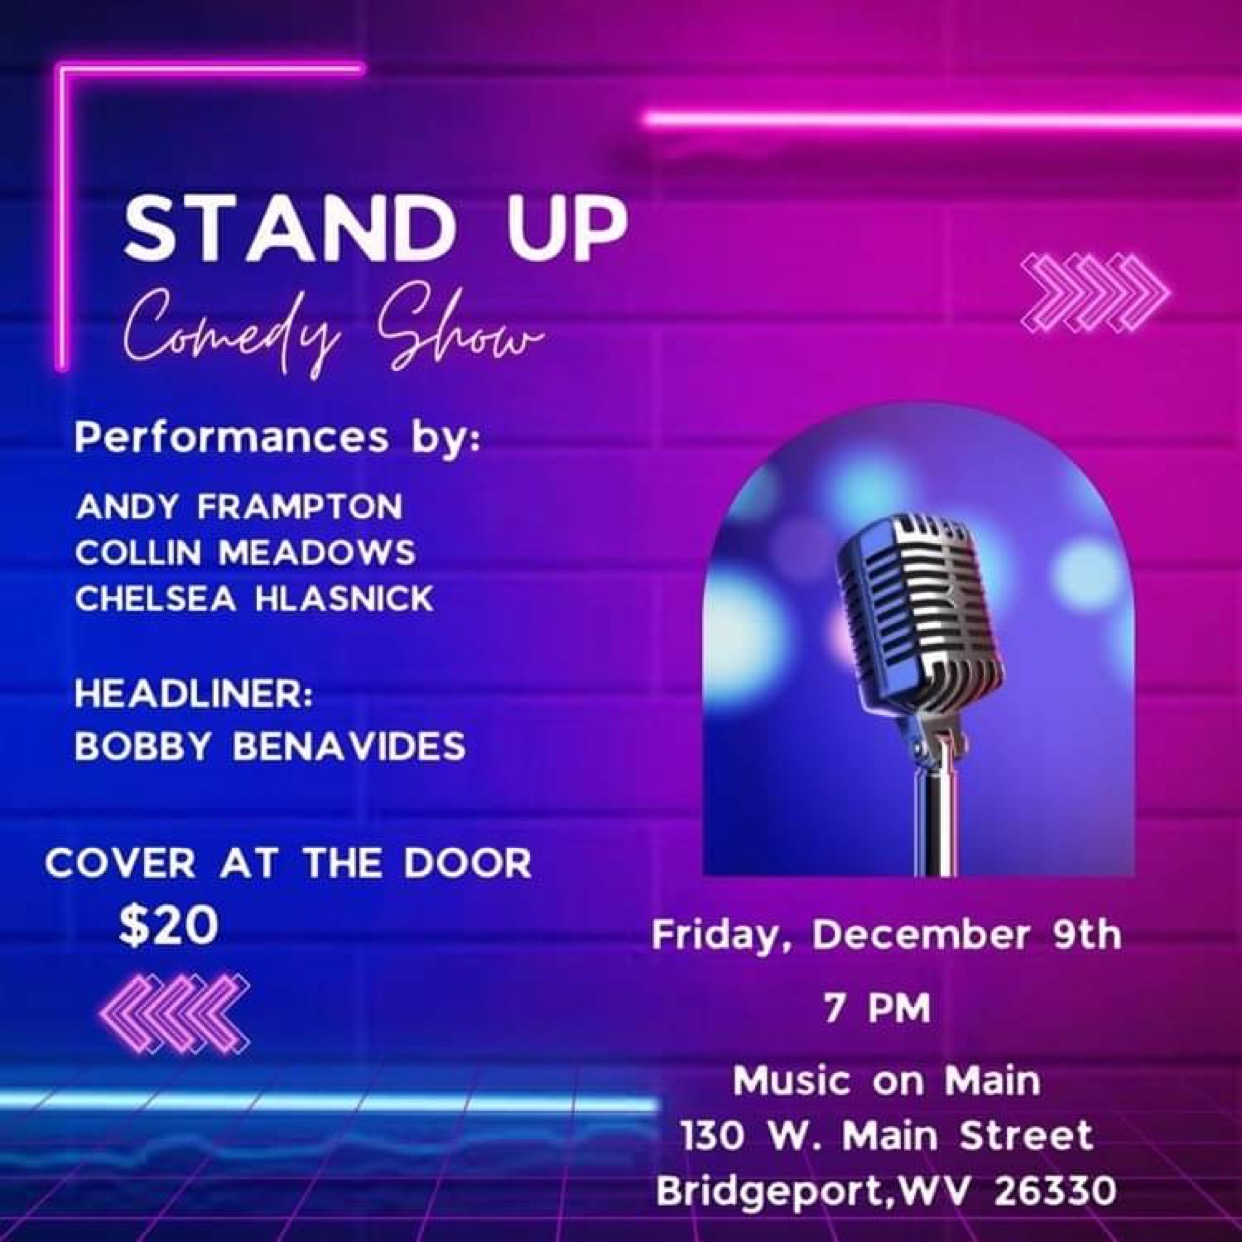 STAND UP
Comedy Show
Performances by:
ANDY FRAMPTON
COLLIN MEADOWS
CHELSEA HLASNICK
HEADLINER:
BOBBY BENAVIDES
COVER AT THE DOOR
$20
Friday, December 9th
7 PM
Music on Main
130 W. Main Street
Bridgeport,WV 26330